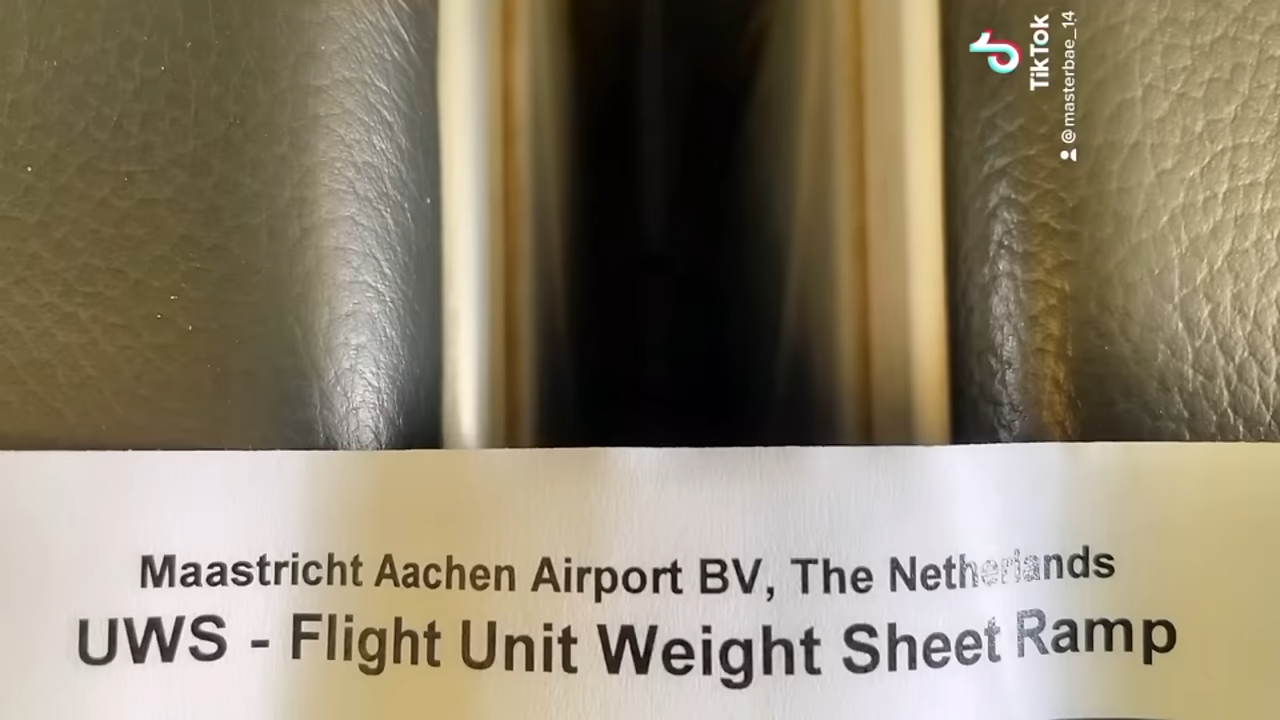 TikTok
@masterbae_14
Maastricht Aachen Airport BV, The Netherlands
UWS - Flight Unit Weight Sheet Ramp